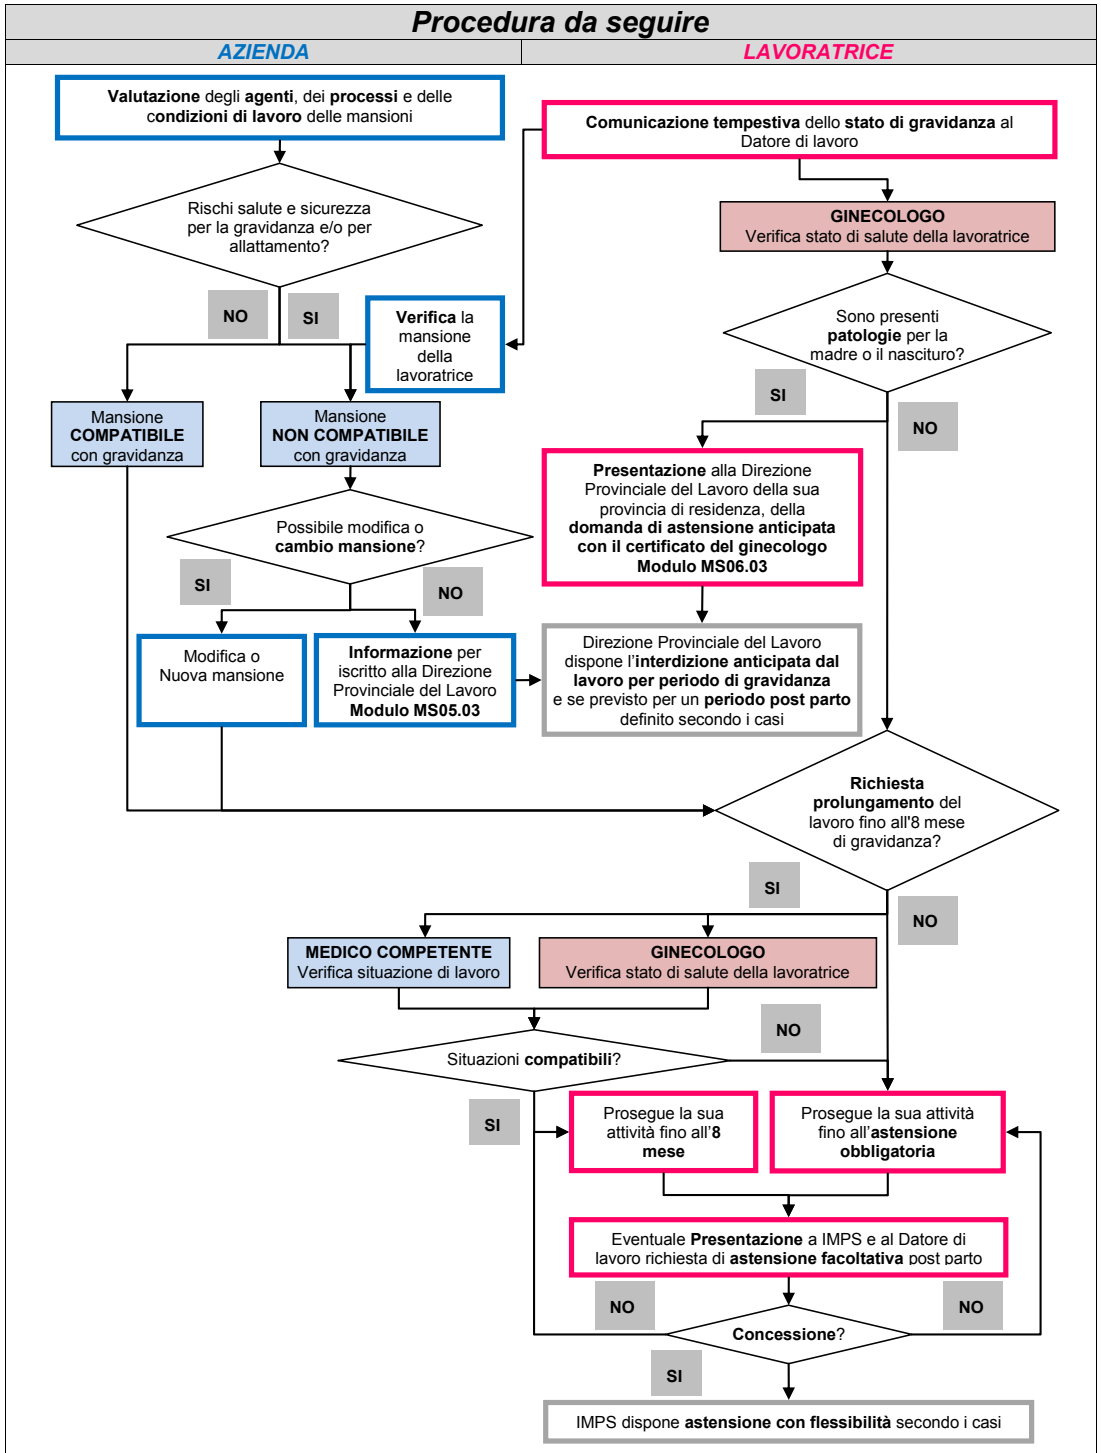 Procedura da seguire
AZIENDA
LAVORATRICE
Valutazione degli agenti, dei processi e delle
condizioni di lavoro delle mansioni
Comunicazione tempestiva dello stato di gravidanza al
Datore di lavoro
Rischi salute e sicurezza
per la gravidanza e/o per
allattamento?
GINECOLOGO
Verifica stato di salute della lavoratrice
NO
SI
Verifica la
mansione
della
lavoratrice
Sono presenti
patologie per la
madre o il nascituro?
SI
NO
Mansione
COMPATIBILE
con gravidanza
Mansione
NON COMPATIBILE
con gravidanza
Presentazione alla Direzione
Provinciale del Lavoro della sua
provincia di residenza, della
domanda di astensione anticipata
con il certificato del ginecologo
Modulo MS06.03
Possibile modifica o
cambio mansione?
SI
NO
Modifica o
Nuova mansione
Informazione per
iscritto alla Direzione
Provinciale del Lavoro
Modulo MS05.03
Direzione Provinciale del Lavoro
dispone l'interdizione anticipata dal
lavoro per periodo di gravidanza
e se previsto per un periodo post parto
definito secondo i casi
Richiesta
prolungamento del
lavoro fino all'8 mese
di gravidanza?
SI
NO
MEDICO COMPETENTE
Verifica situazione di lavoro
GINECOLOGO
Verifica stato di salute della lavoratrice
NO
Situazioni compatibili?
SI
Prosegue la sua
attività fino all'8
mese
Prosegue la sua attività
fino all'astensione
obbligatoria
Eventuale Presentazione a IMPS e al Datore di
lavoro richiesta di astensione facoltativa post parto
NO
NO
Concessione?
SI
IMPS dispone astensione con flessibilità secondo i casi